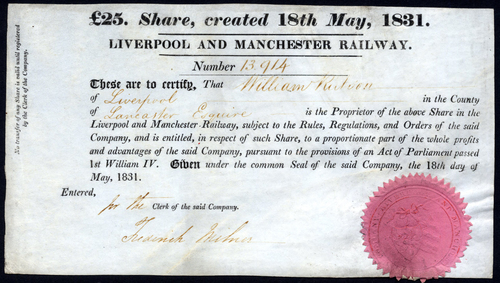 £25. Share, created 18th May, 1831.
LIVERPOOL AND MANCHESTER RAILWAY.
Number 13,914
These are to certify, That William
of Liverpool in the County
of Lancaster Esquire is the Proprietor of the above Share in the
Liverpool and Manchester Railway, subject to the Rules, Regulations, and Orders of the said
Company, and is entitled, in respect of such Share, to a proportionate part of the whole profits
and advantages of the said Company, pursuant to the provisions of an Act of Parliament passed
1st William IV. Given under the common Seal of the said Company, the 18th day of
May, 1831.
Entered,
for the Clerk of the said Company.
Frederick
No transfer of any Share is valid until registered
by the Clerk of the Company.